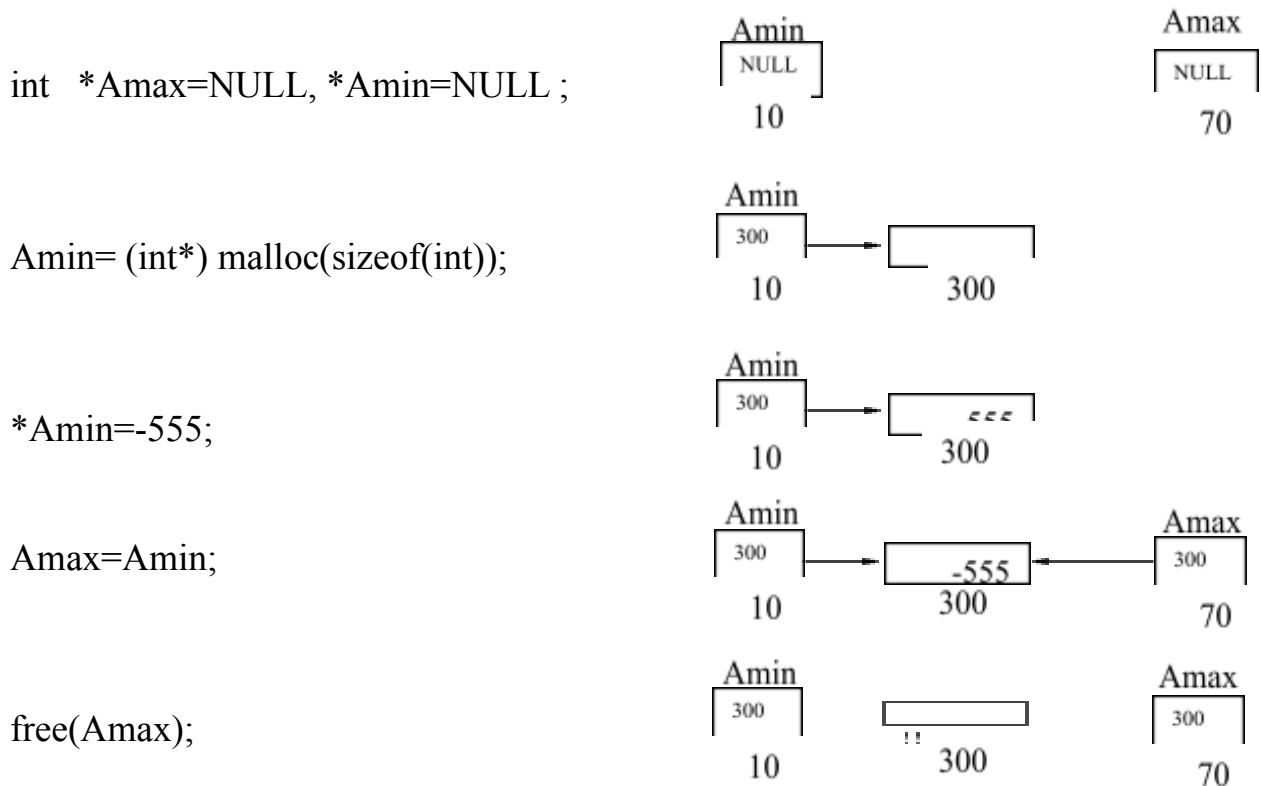 Amin Amax
int *Amax=NULL, *Amin=NULL ;
NULL NULL
10 70
Amin
Amin= (int*) malloc(sizeof(int));
300
10 300
Amin
*Amin=-555;
300 555
10 300
Amin Amax
Amax=Amin;
300 -555 300
10 300 70
Amin Amax
free(Amax);
300 300
!!
10 300 70